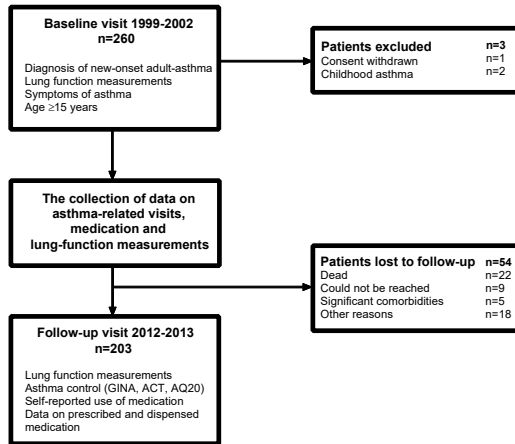 Baseline visit 1999-2002
n=260
Diagnosis of new-onset adult-asthma
Lung function measurements
Symptoms of asthma
Age ≥15 years
Patients excluded n=3
Consent withdrawn n=1
Childhood asthma n=2
The collection of data on
asthma-related visits,
medication and
lung-function measurements
Patients lost to follow-up n=54
Dead n=22
Could not be reached n=9
Significant comorbidities n=5
Other reasons n=18
Follow-up visit 2012-2013
n=203
Lung function measurements
Asthma control (GINA, ACT, AQ20)
Self-reported use of medication
Data on prescribed and dispensed
medication